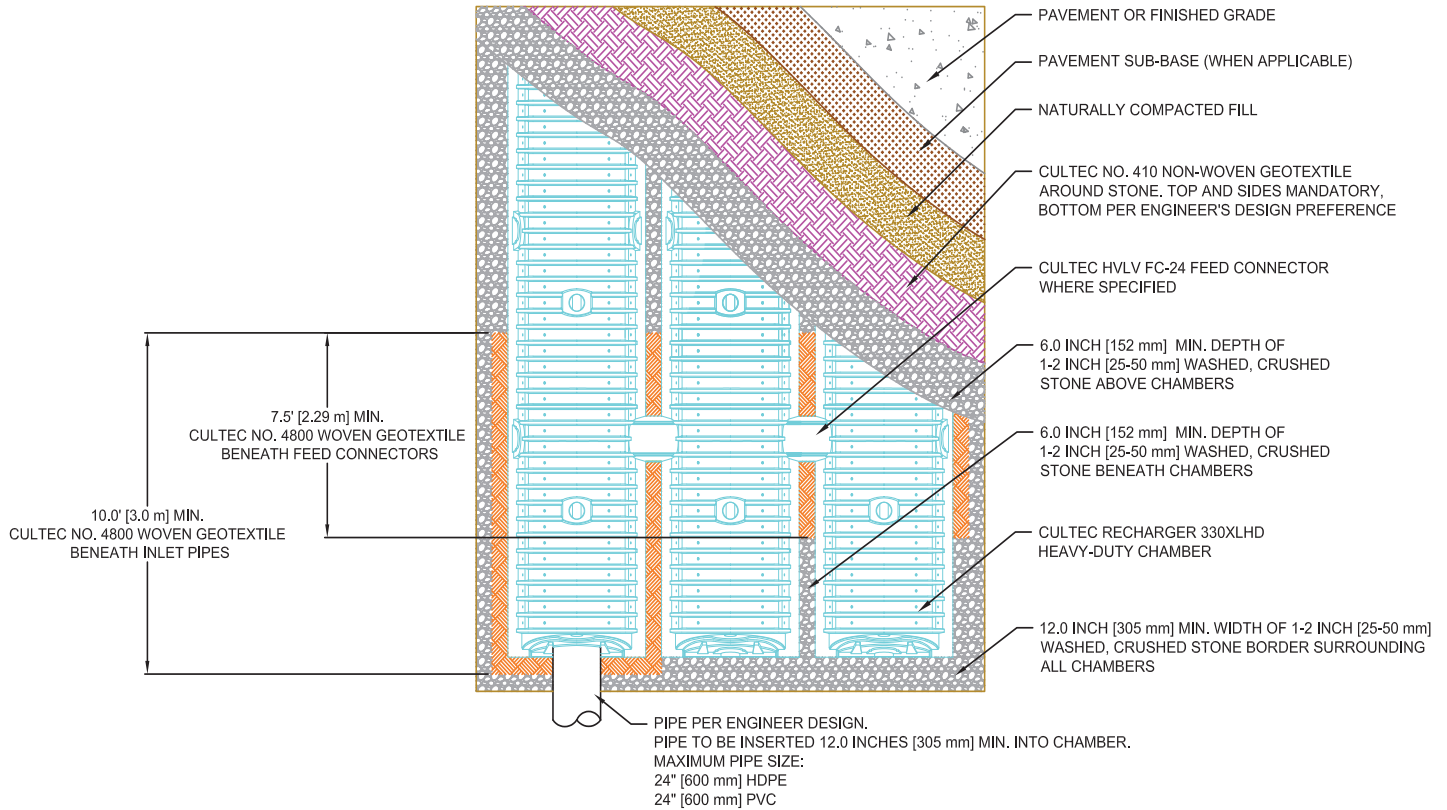 PAVEMENT OR FINISHED GRADE
PAVEMENT SUB-BASE (WHEN APPLICABLE)
NATURALLY COMPACTED FILL
CULTEC NO. 410 NON-WOVEN GEOTEXTILE
AROUND STONE. TOP AND SIDES MANDATORY,
BOTTOM PER ENGINEER'S DESIGN PREFERENCE
CULTEC HVLV FC-24 FEED CONNECTOR
WHERE SPECIFIED
6.0 INCH [152 mm] MIN. DEPTH OF
1-2 INCH [25-50 mm] WASHED, CRUSHED
STONE ABOVE CHAMBERS
6.0 INCH [152 mm] MIN. DEPTH OF
1-2 INCH [25-50 mm] WASHED, CRUSHED
STONE BENEATH CHAMBERS
CULTEC RECHARGER 330XLHD
HEAVY-DUTY CHAMBER
12.0 INCH [305 mm] MIN. WIDTH OF 1-2 INCH [25-50 mm]
WASHED, CRUSHED STONE BORDER SURROUNDING
ALL CHAMBERS
7.5' [2.29 m] MIN.
CULTEC NO. 4800 WOVEN GEOTEXTILE
BENEATH FEED CONNECTORS
10.0' [3.0 m] MIN.
CULTEC NO. 4800 WOVEN GEOTEXTILE
BENEATH INLET PIPES
PIPE PER ENGINEER DESIGN.
PIPE TO BE INSERTED 12.0 INCHES [305 mm] MIN. INTO CHAMBER.
MAXIMUM PIPE SIZE:
24" [600 mm] HDPE
24" [600 mm] PVC